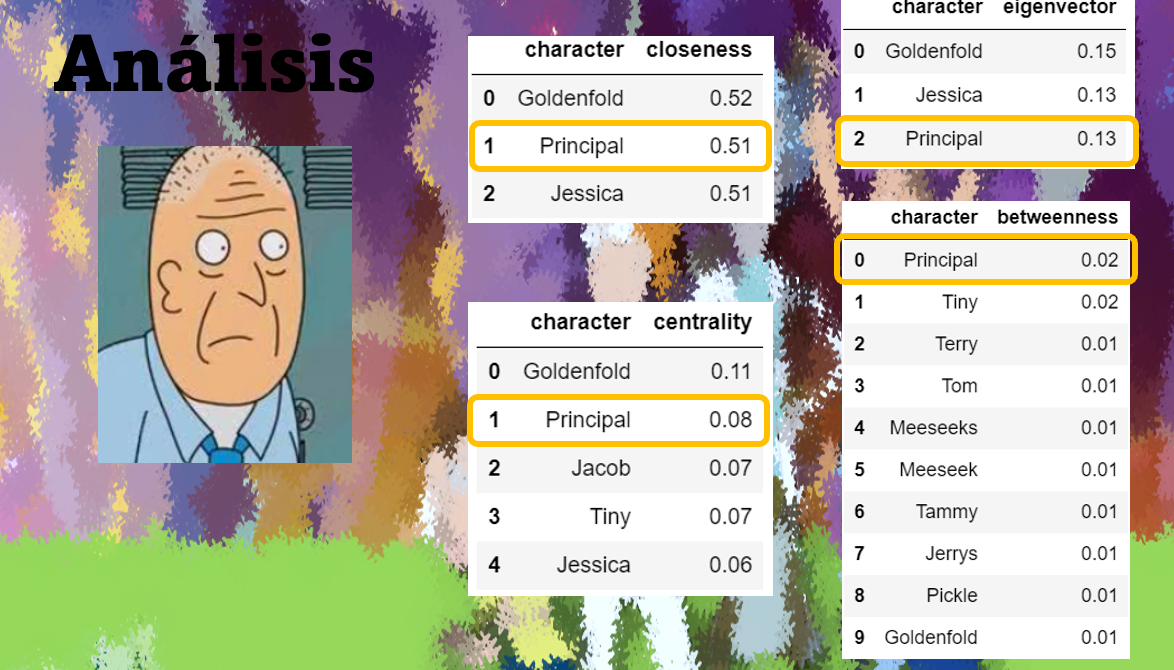 Análisis
character closeness
0 Goldenfold 0.52
1 Principal 0.51
2 Jessica 0.51
character centrality
0 Goldenfold 0.11
1 Principal 0.08
2 Jacob 0.07
3 Tiny 0.07
4 Jessica 0.06
character eigenvector
0 Goldenfold 0.15
1 Jessica 0.13
2 Principal 0.13
character betweenness
0 Principal 0.02
1 Tiny 0.02
2 Terry 0.01
3 Tom 0.01
4 Meeseeks 0.01
5 Meeseek 0.01
6 Tammy 0.01
7 Jerrys 0.01
8 Pickle 0.01
9 Goldenfold 0.01